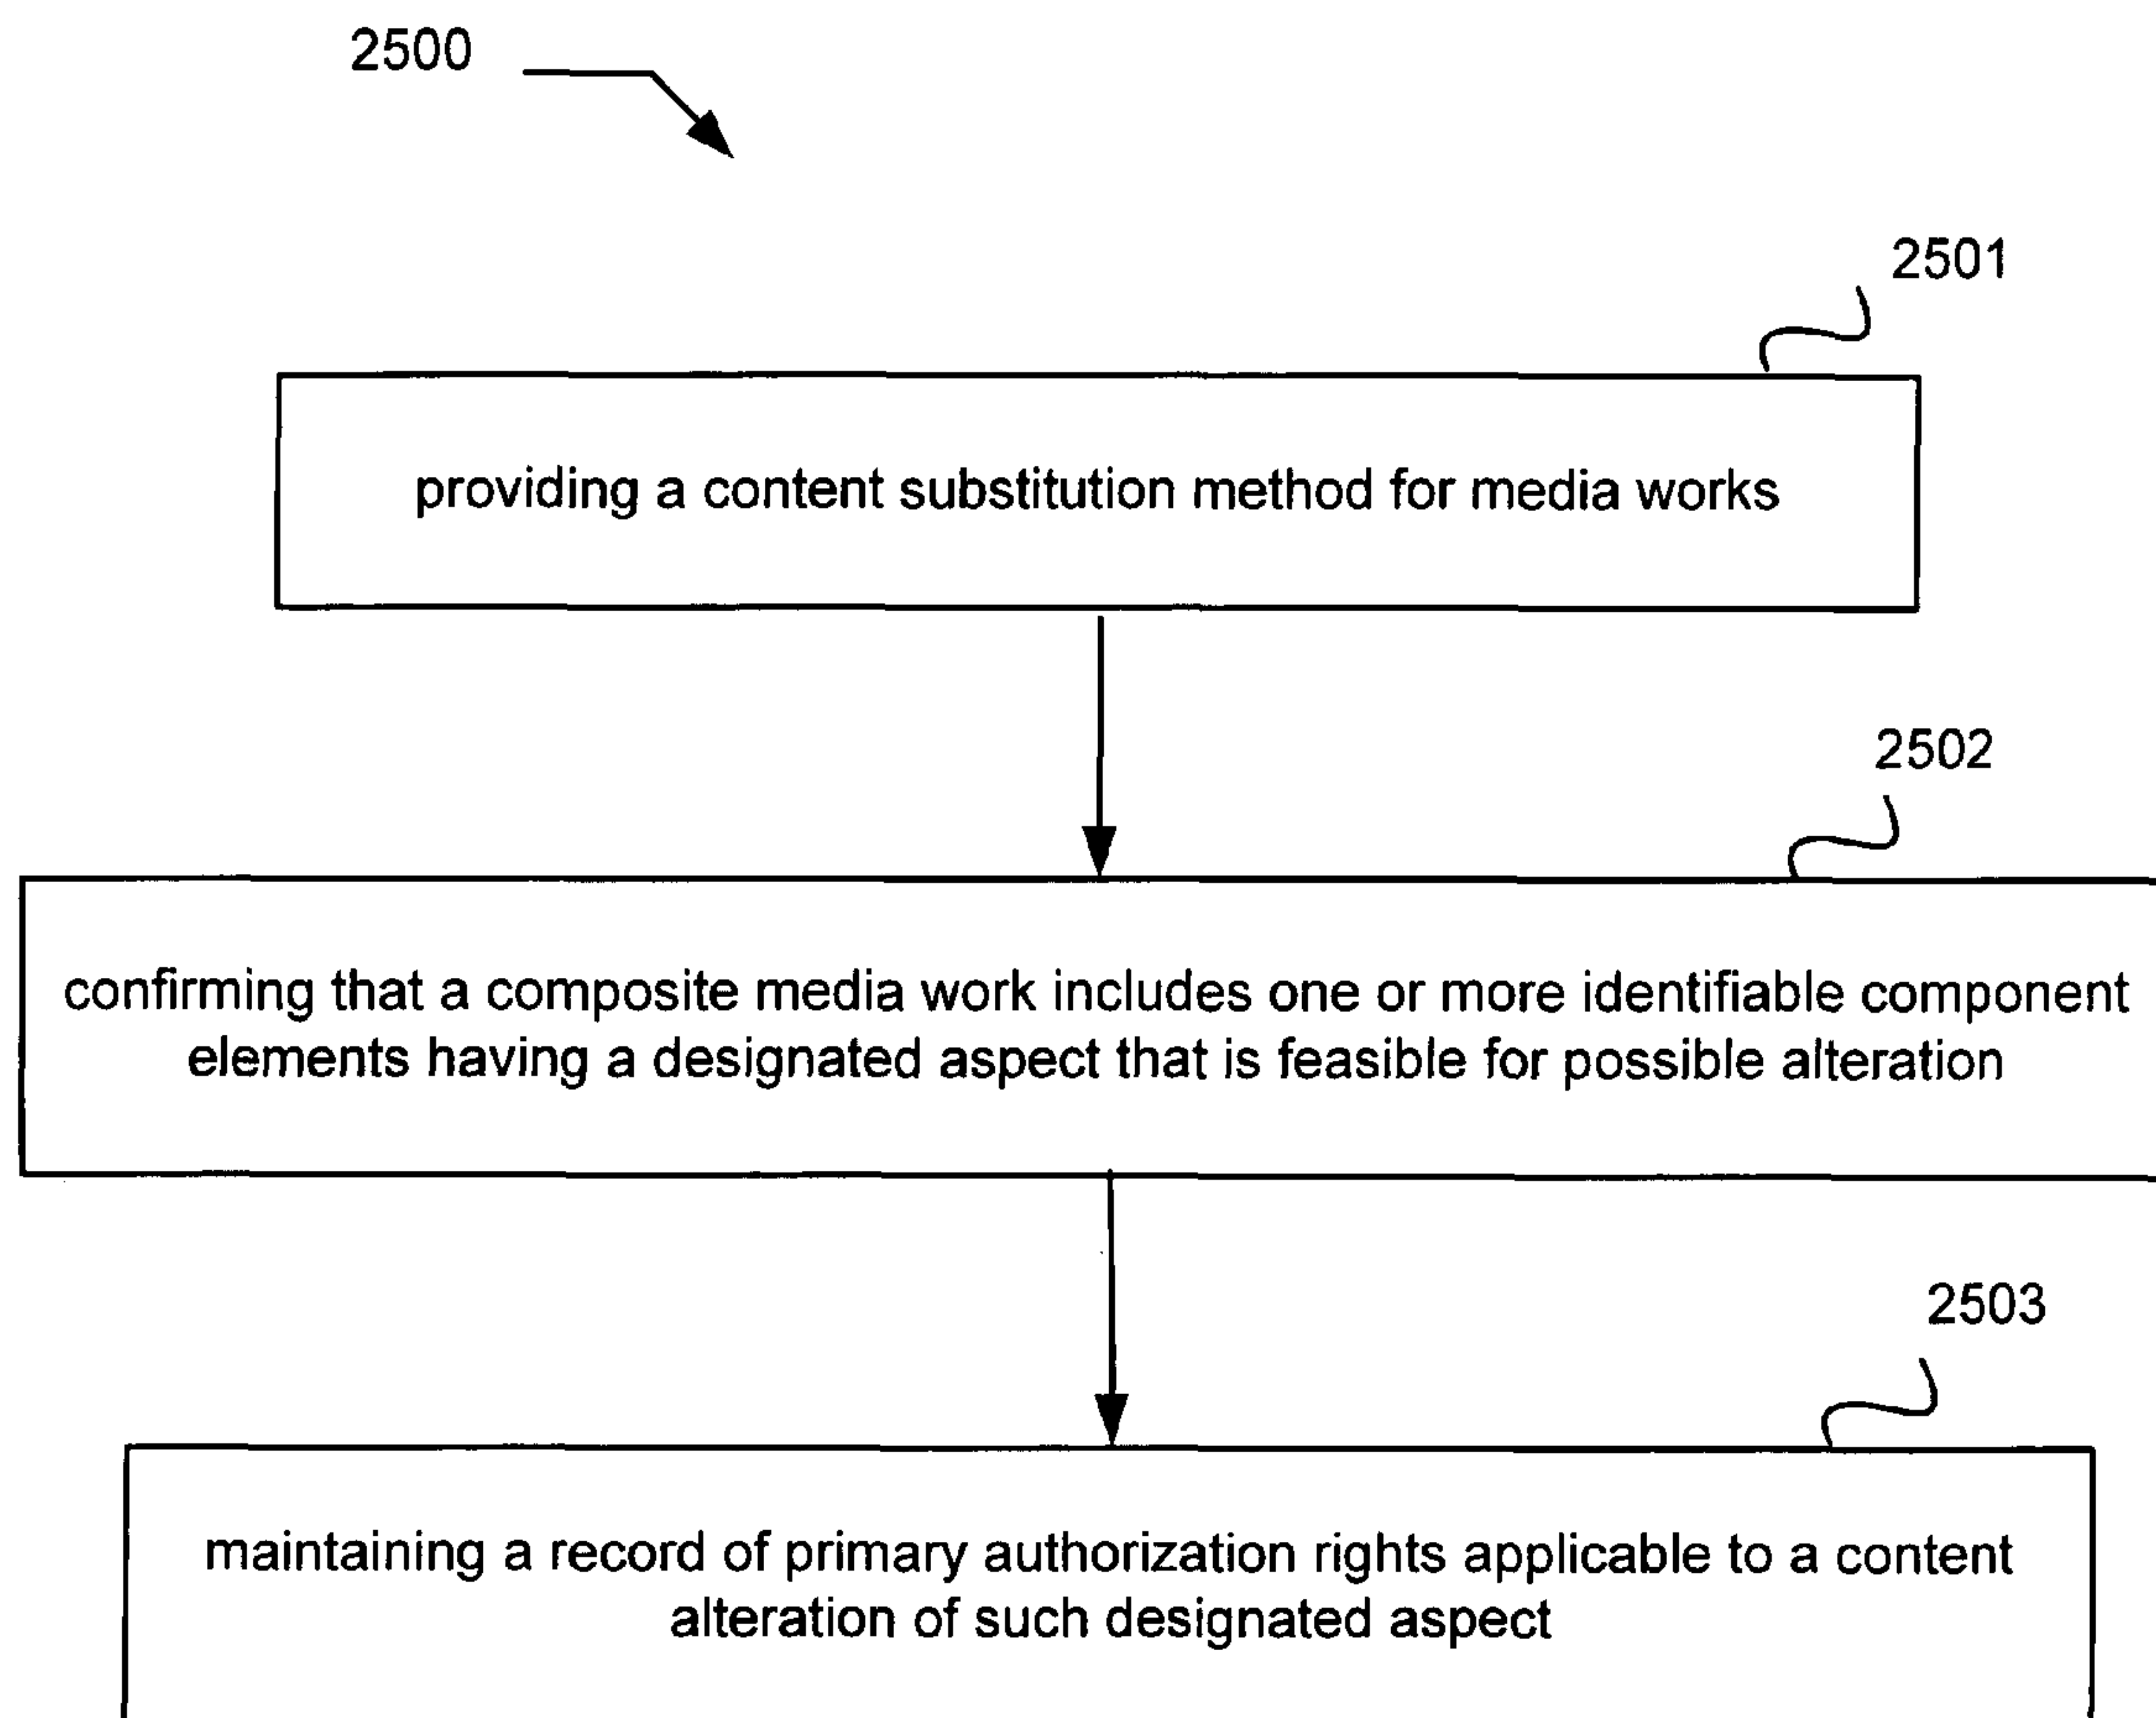 2500
2501
providing a content substitution method for media works
2502
confirming that a composite media work includes one or more identifiable component
elements having a designated aspect that is feasible for possible alteration
2503
maintaining a record of primary authorization rights applicable to a content
alteration of such designated aspect